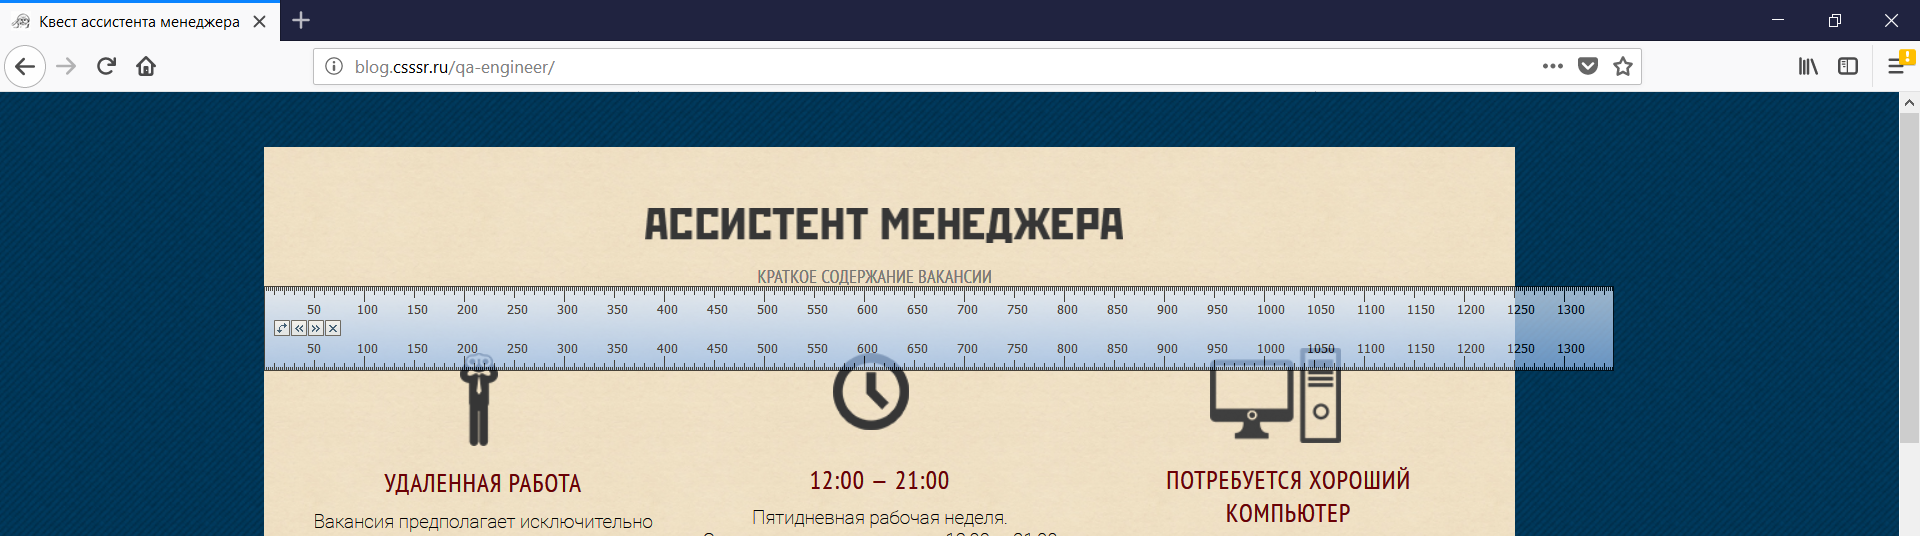 Квест ассистента менеджера
blog.csssr.ru/qa-engineer/
АССИСТЕНТ МЕНЕДЖЕРА
КРАТКОЕ СОДЕРЖАНИЕ ВАКАНСИИ
50 100 150 200 250 300 350 400 450 500 550 600 650 700 750 800 850 900 950 1000 1050 1100 1150 1200 1250 1300
50 100 150 200 250 300 350 400 450 500 550 600 650 700 750 800 850 900 950 1000 1050 1100 1150 1200 1250 1300
УДАЛЕННАЯ РАБОТА
Вакансия предполагает исключительно
12:00 — 21:00
Пятидневная рабочая неделя.
ПОТРЕБУЕТСЯ ХОРОШИЙ
КОМПЬЮТЕР